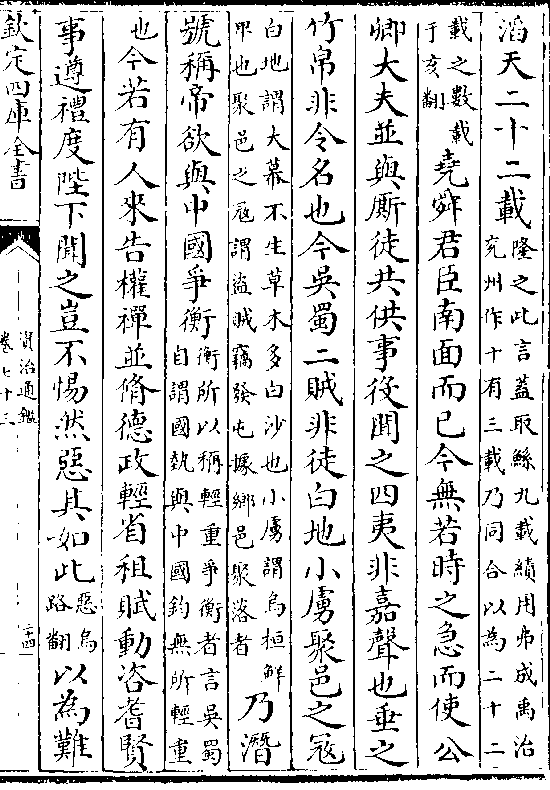 滔天二十二載隆之此言蓋取鯀九載績用弗成禹治兖州作十有三載乃同合以為二十二
載之數載于亥翻堯舜君臣南面而已今無若時之急而使公
卿大夫並與厮徒共供事役聞之四夷非嘉聲也垂之
竹帛非令名也今吳蜀二賊非徒白地小虜聚邑之冦
白地謂大幕不生草木多白沙也小虜謂烏桓鮮卑也聚邑之冦謂盜賊竊發屯據鄉邑聚落者乃潛
號稱帝欲與中國爭衡衡所以稱輕重爭衡者言吳蜀自謂國埶與中國鈞無所輕重
也今若有人來告權禪並脩德政輕省租賦動咨耆賢
事遵禮度陛下聞之豈不惕然惡其如此惡烏路翻以為難
欽定四庫全書
資治通鑑
卷七十三